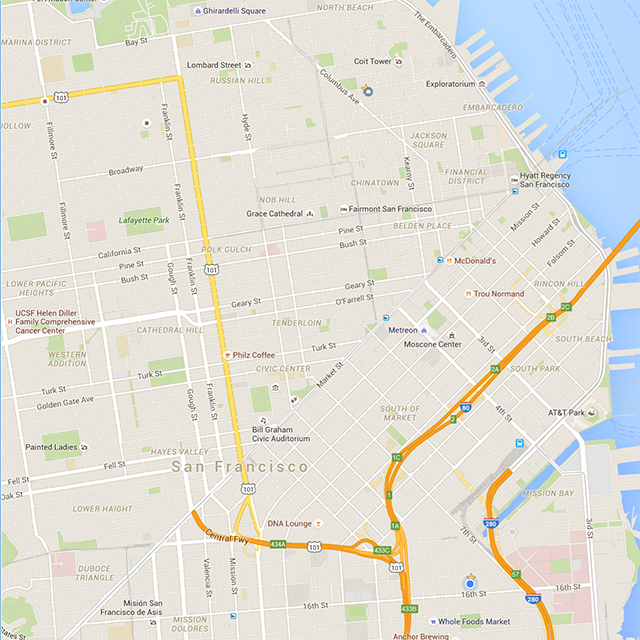 Ghirardelli Square
NORTH BEACH
The Embarcadero
MARINA DISTRICT
Bay St
Lombard Street
Coit Tower
RUSSIAN HILL
Columbus Ave
Exploratorium
101
EMBARCADERO
HOLLOW
Fillmore St
Franklin St
Hyde St
JACKSON
SQUARE
Broadway
Kearny St
FINANCIAL
DISTRICT
Hyatt Regency
San Francisco
CHINATOWN
Franklin St
NOB HILL
Fillmore St
Lafayette Park
Grace Cathedral
Fairmont San Francisco
Mission St
Howard St
Folsom St
BELDEN PLACE
Pine St
Bush St
POLK GULCH
California St
Pine St
Bush St
McDonald's
101
Gough St
Franklin St
LOWER PACIFIC
HEIGHTS
Geary St
O'Farrell St
Geary St
Trou Normand
RINCON HILL
2C
2B
UCSF Helen Diller
Family Comprehensive
Cancer Center
CATHEDRAL HILL
TENDERLOIN
Metreon
Moscone Center
SOUTH BEACH
3rd St
Philz Coffee
Turk St
WESTERN
ADDITION
CIVIC CENTER
Market St
2A
SOUTH PARK
Turk St
Golden Gate Ave
Gough St
Franklin St
80
2
4th St
AT&T Park
SOUTH OF
MARKET
Bill Graham
Civic Auditorium
Painted Ladies
HAYES VALLEY
San Francisco
Fell St
Fell St
1C
Oak St
101
1
MISSION BAY
LOWER HAIGHT
DNA Lounge
1A
7th St
280
3rd St
Central Fwy
434A
101
433C
101
DUBOCE
TRIANGLE
Valencia St
Mission St
57
16th St
16th St
280
Misión San
Francisco de Asis
433B
MISSION
DOLORES
Whole Foods Market
16th St
Anchor Brewing